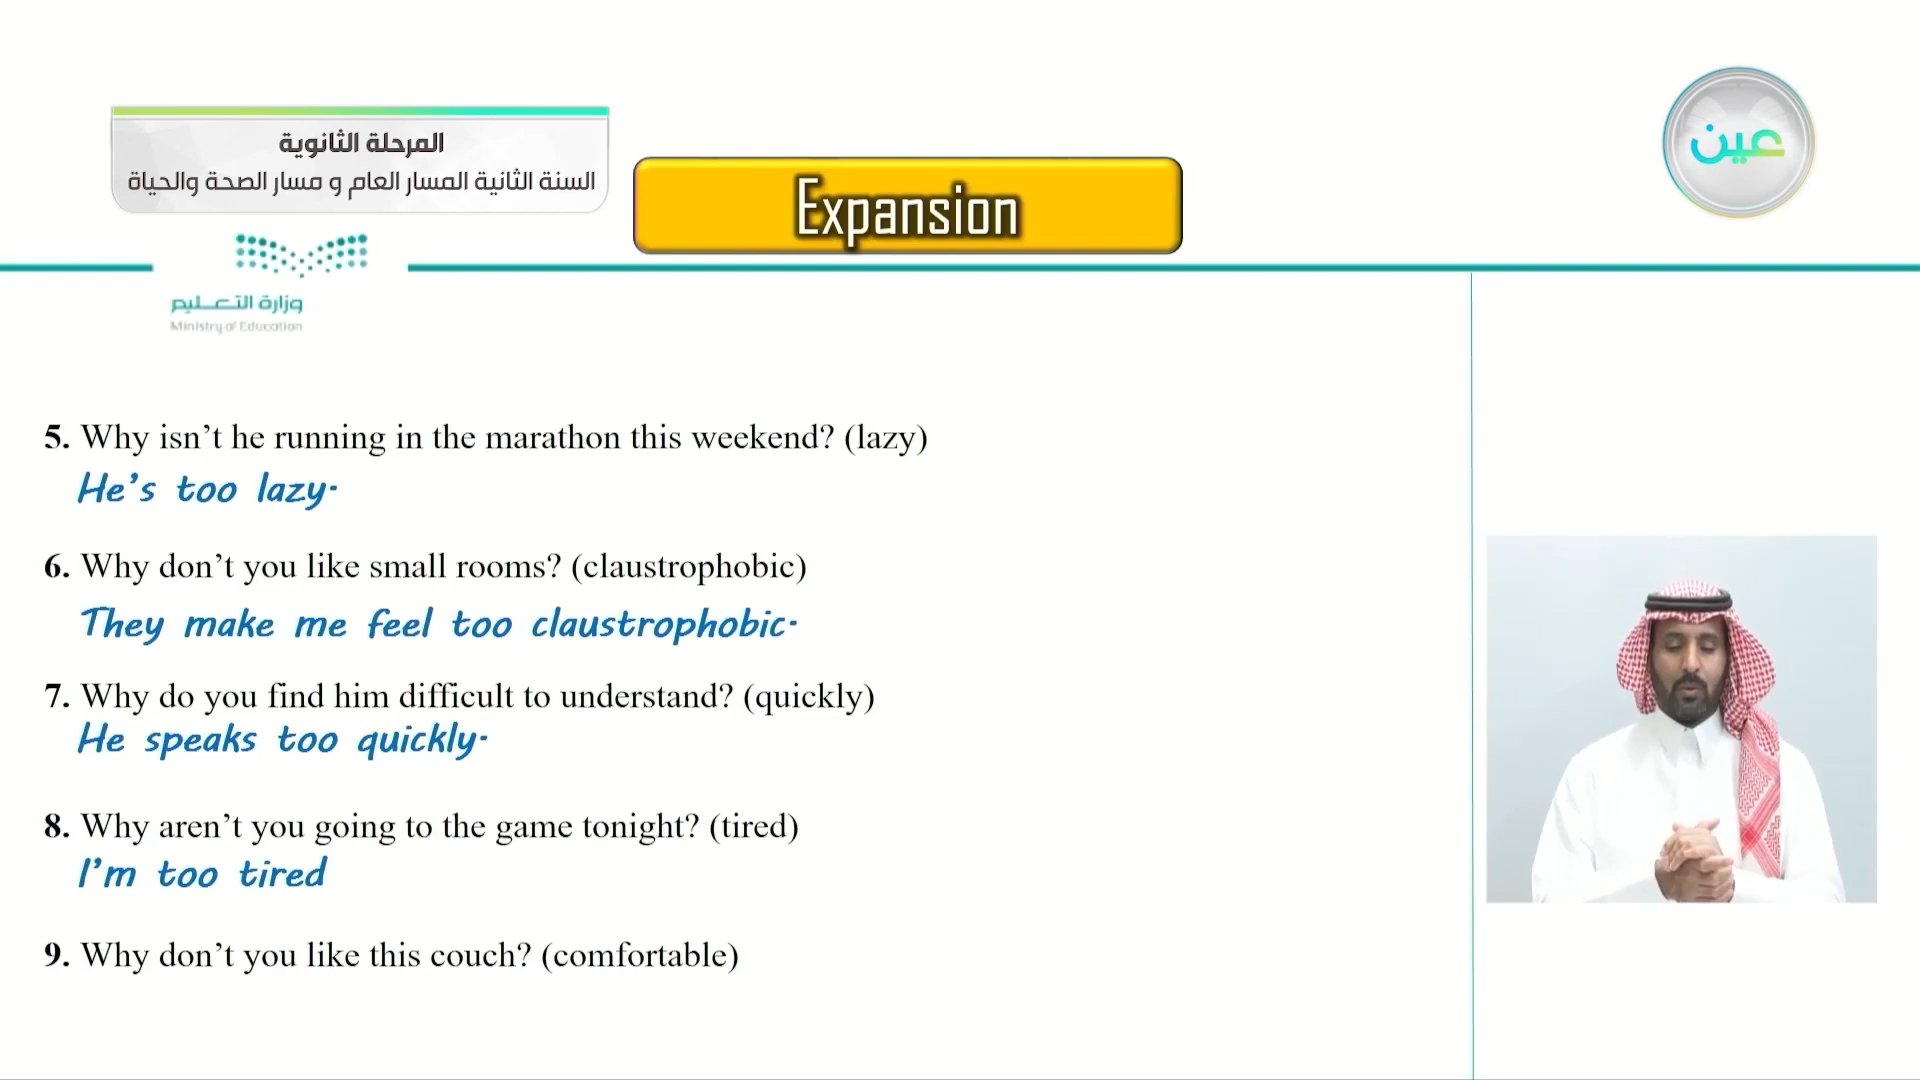 المرحلة الثانوية
السنة الثانية المسار العام و مسار الصحة والحياة
Expansion
عين
وزارة التعليم
Ministry of Education
5. Why isn’t he running in the marathon this weekend? (lazy)
He’s too lazy.
6. Why don’t you like small rooms? (claustrophobic)
They make me feel too claustrophobic.
7. Why do you find him difficult to understand? (quickly)
He speaks too quickly.
8. Why aren’t you going to the game tonight? (tired)
I’m too tired
9. Why don’t you like this couch? (comfortable)